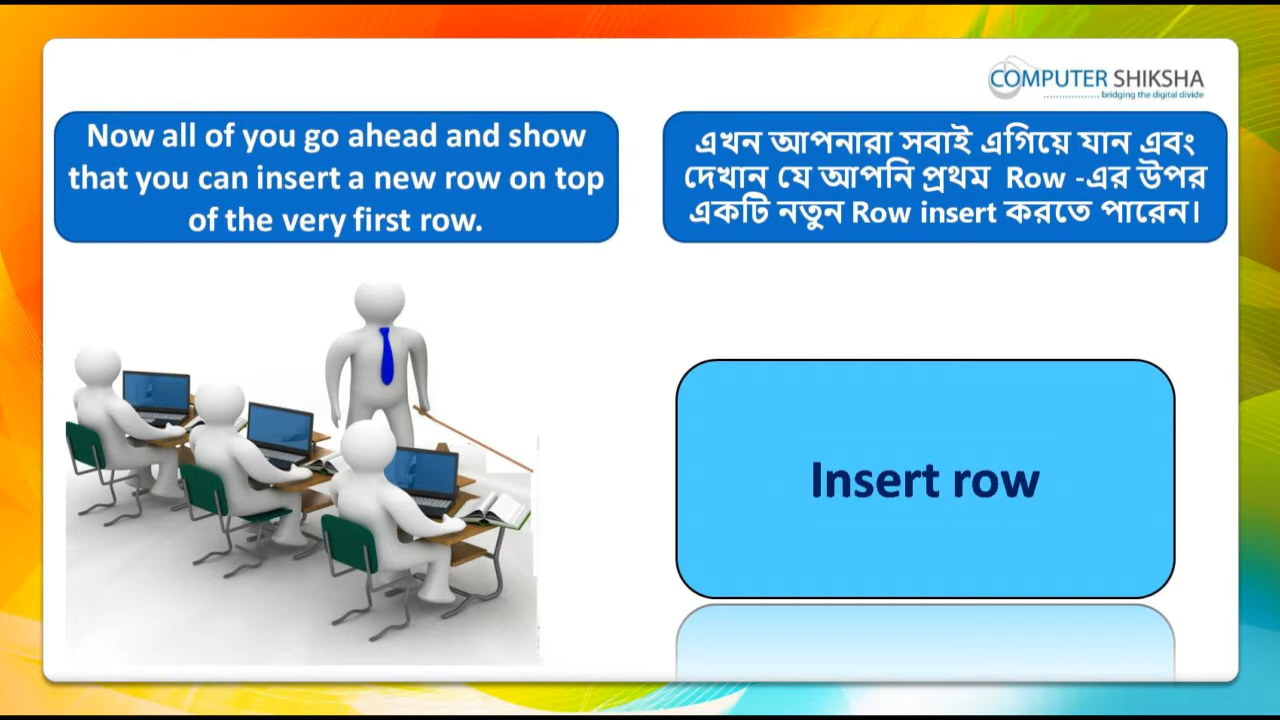 COMPUTER SHIKSHA
bridging the digital divide
Now all of you go ahead and show
that you can insert a new row on top
of the very first row.
এখন আপনারা সবাই এগিয়ে যান এবং
দেখান যে আপনি প্রথম Row -এর উপর
একটি নতুন Row insert করতে পারেন।
Insert row